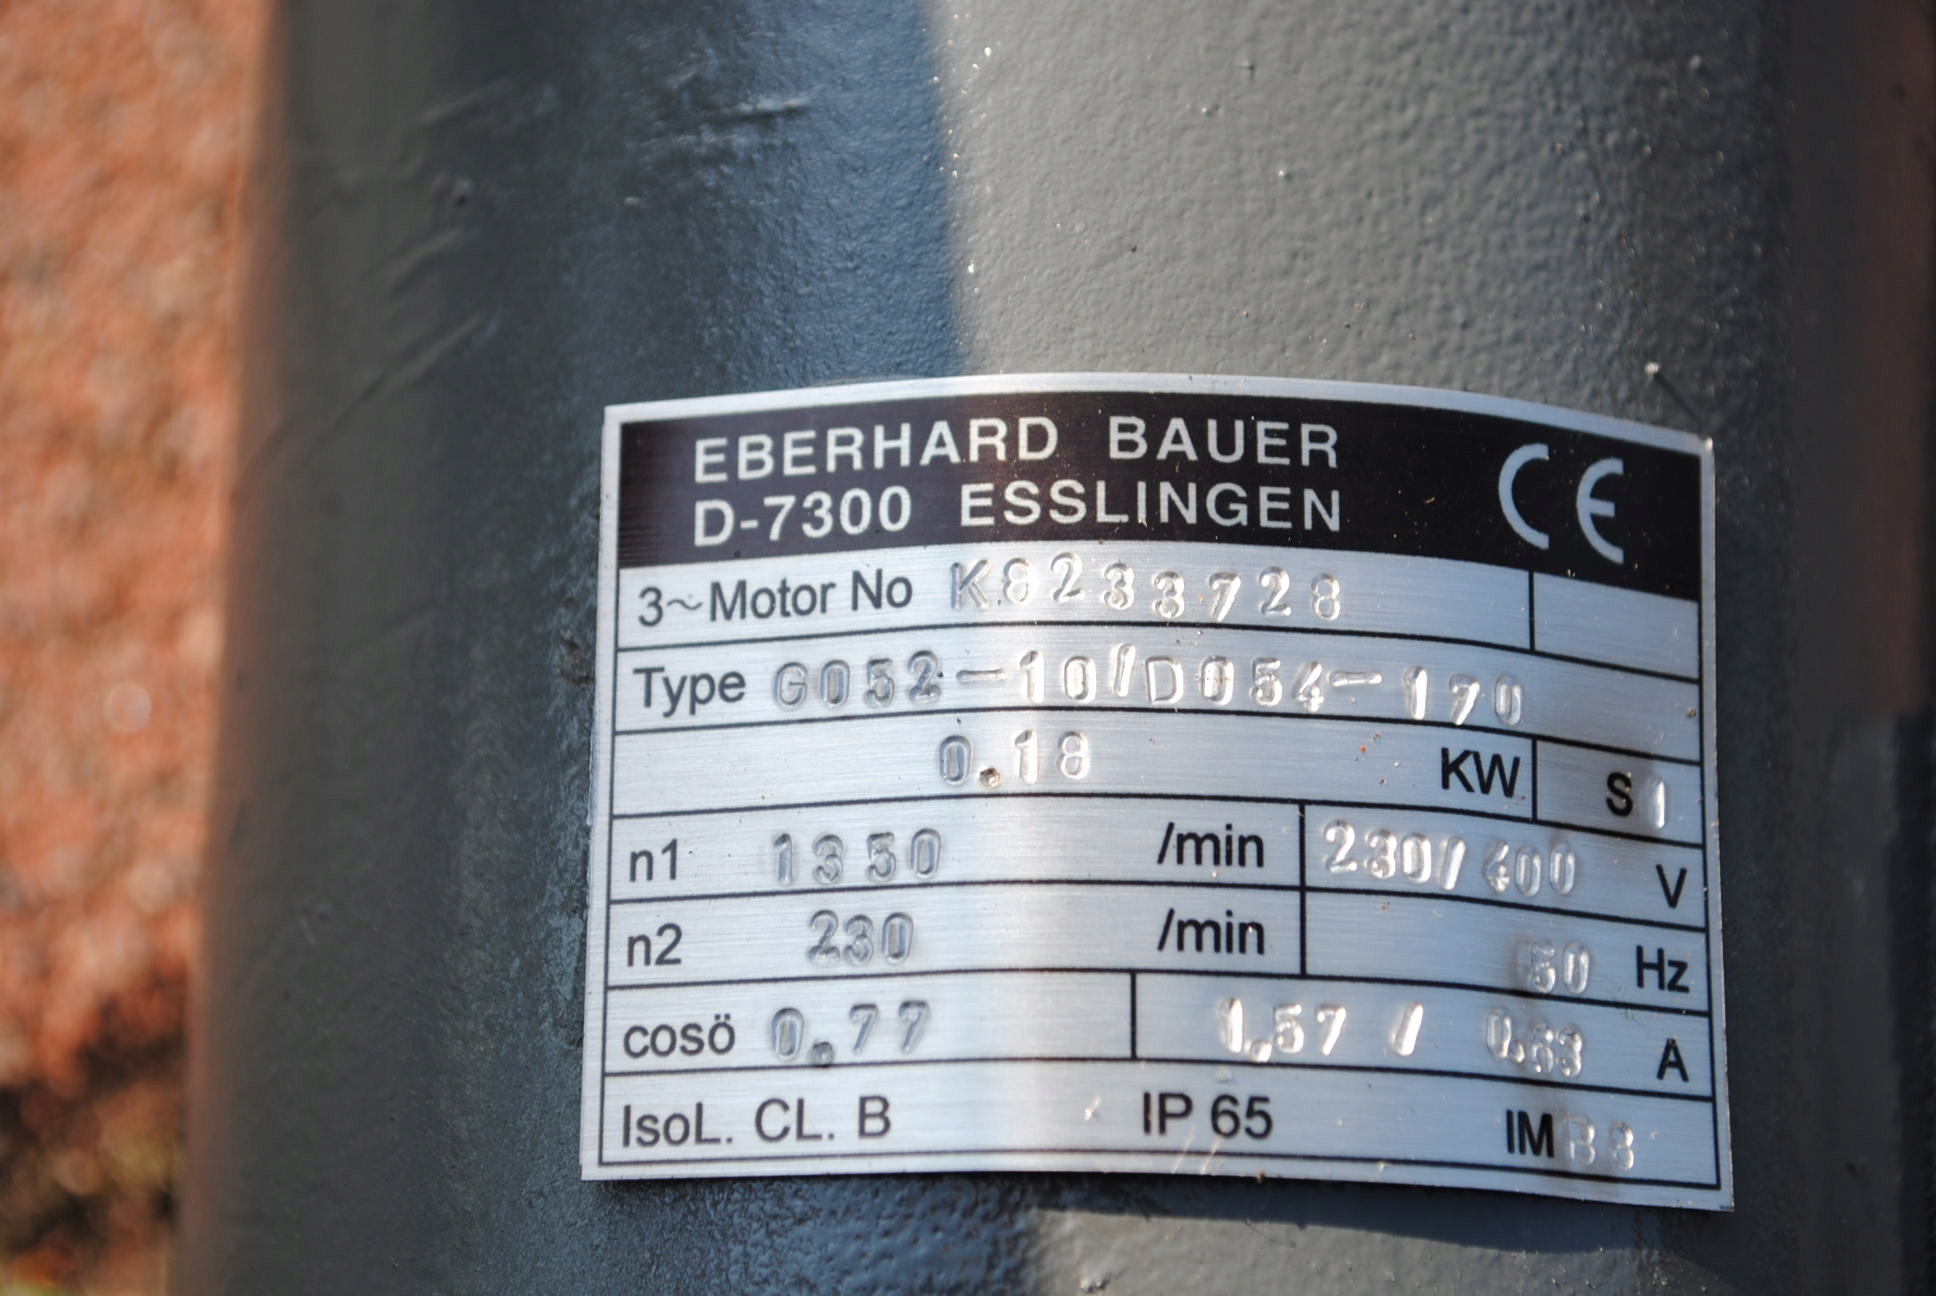 EBERHARD BAUER
D-7300 ESSLINGEN
CE
3~Motor No K8233728
Type G052-10/D054-170
0.18 KW S1
n1 1350 /min 230/400 V
n2 230 /min 50 Hz
cosö 0.77 1.57 / 0.63 A
IsoL. CL. B IP 65 IM B8